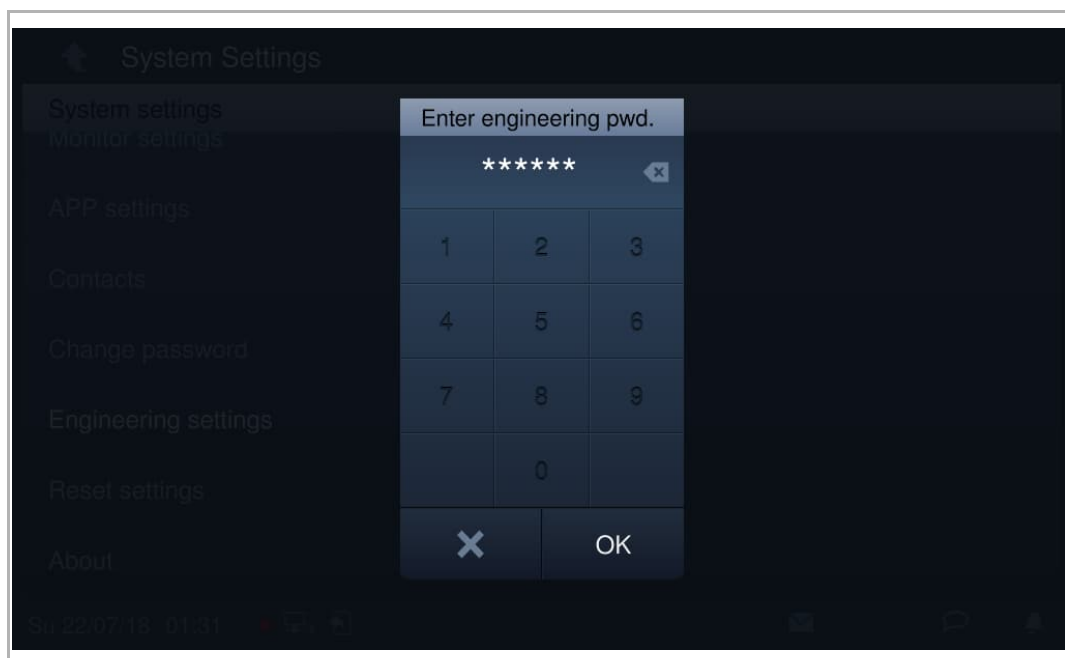 System Settings
System settings
Monitor settings
APP settings
Contacts
Change password
Engineering settings
Reset settings
About
Enter engineering pwd.
******
1 2 3
4 5 6
7 8 9
0
OK
Su 22/07/18 01:31